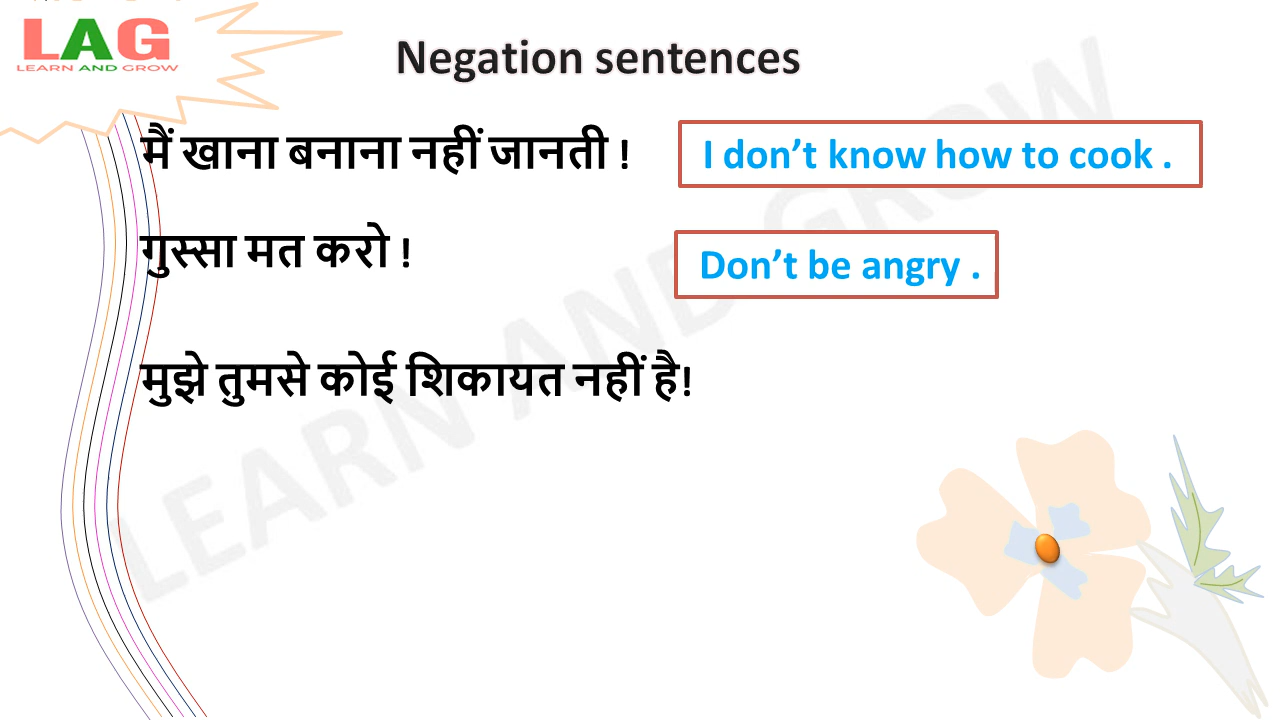 LAG
LEARN AND GROW
Negation sentences
मैं खाना बनाना नहीं जानती !
I don’t know how to cook .
गुस्सा मत करो !
Don’t be angry .
मुझे तुमसे कोई शिकायत नहीं है!
LEARN AND GROW